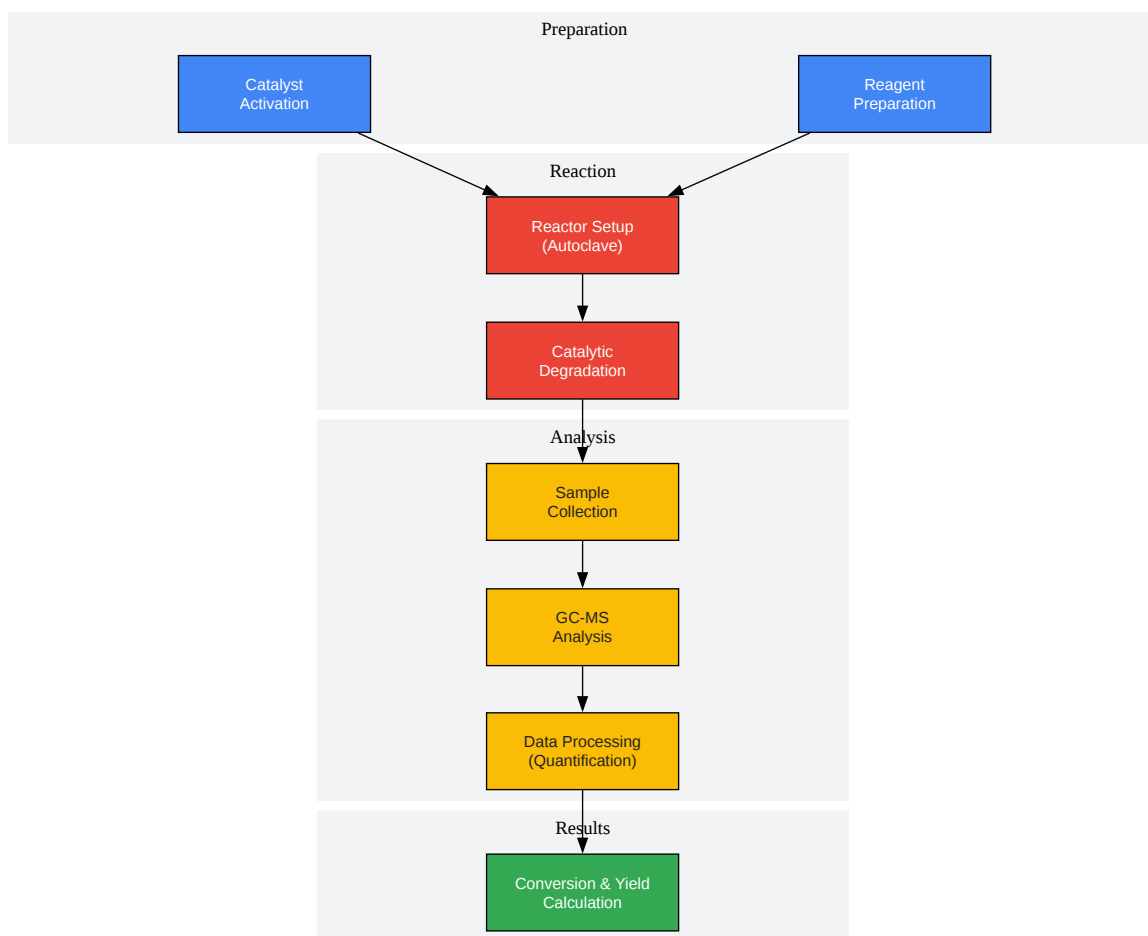 Preparation
Catalyst
Activation
Reagent
Preparation
Reaction
Reactor Setup
(Autoclave)
Catalytic
Degradation
Analysis
Sample
Collection
GC-MS
Analysis
Data Processing
(Quantification)
Results
Conversion & Yield
Calculation